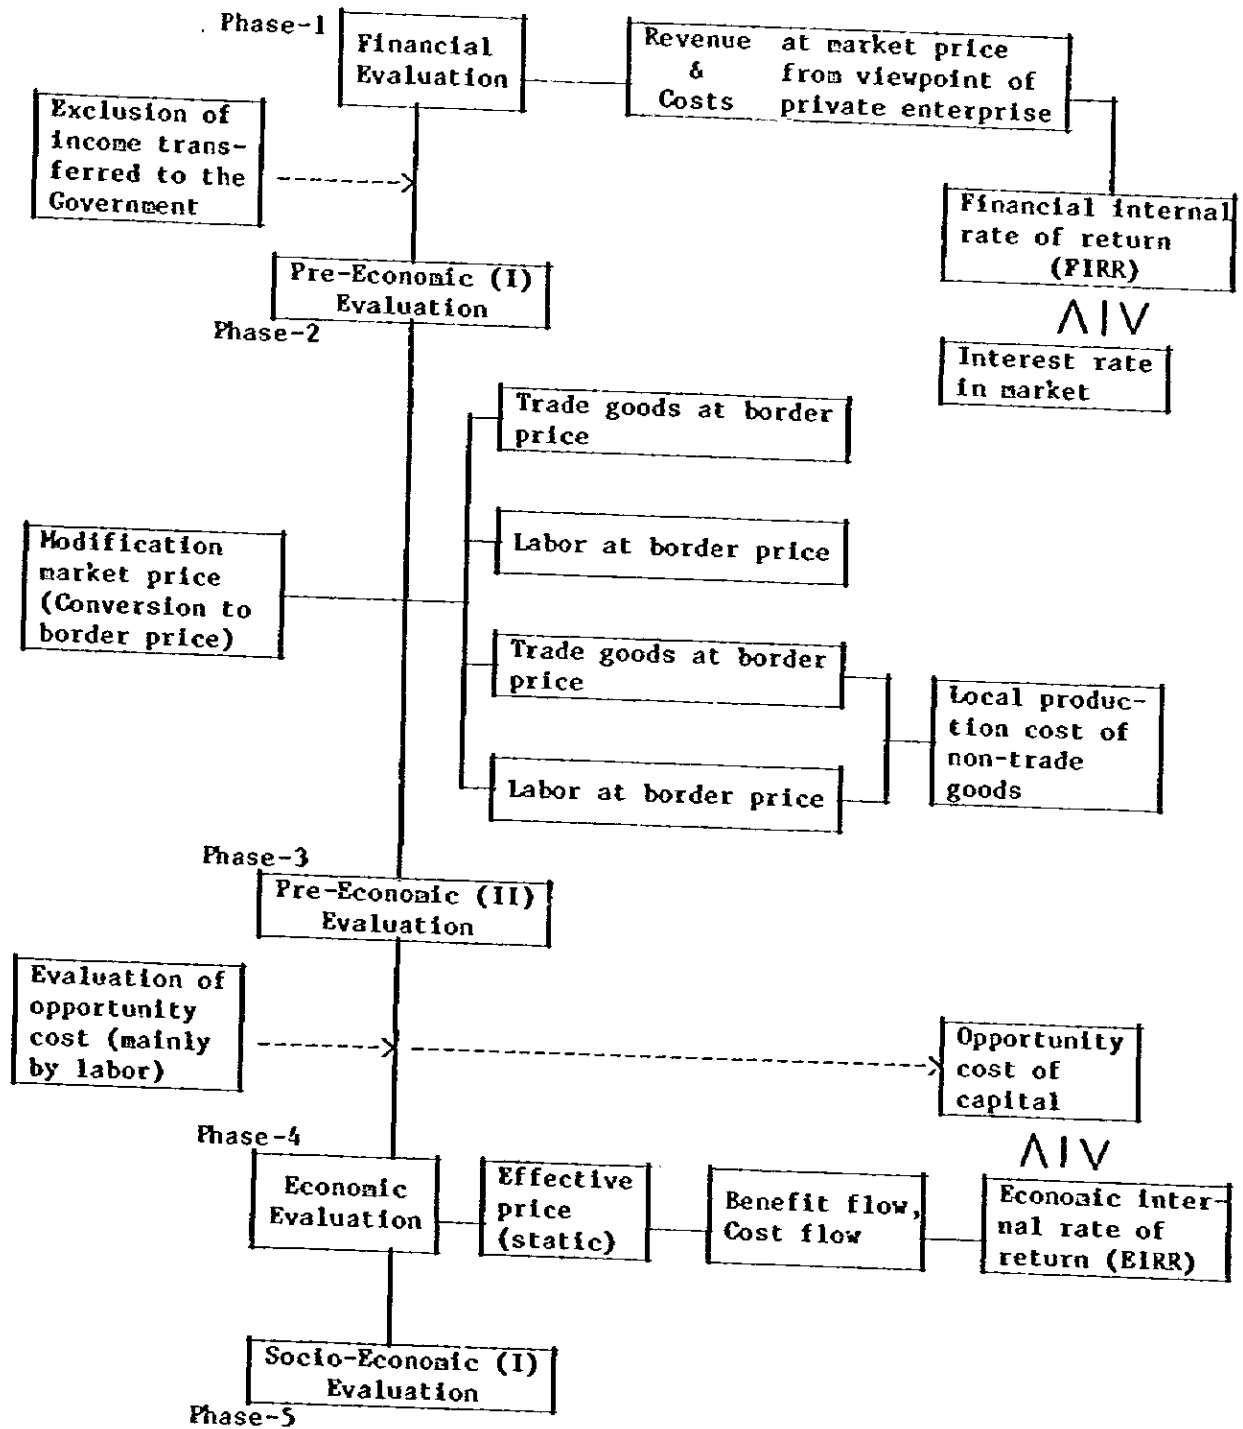 Phase-1
Financial
Evaluation
Revenue at market price
& from viewpoint of
Costs private enterprise
Exclusion of
income trans-
ferred to the
Government
Financial internal
rate of return
(FIRR)
Λ | V
Interest rate
in market
Pre-Economic (I)
Evaluation
Phase-2
Trade goods at border
price
Labor at border price
Modification
market price
(Conversion to
border price)
Trade goods at border
price
Labor at border price
Local produc-
tion cost of
non-trade
goods
Phase-3
Pre-Economic (II)
Evaluation
Evaluation of
opportunity
cost (mainly
by labor)
Opportunity
cost of
capital
Λ | V
Phase-4
Economic
Evaluation
Effective
price
(static)
Benefit flow,
Cost flow
Economic inter-
nal rate of
return (EIRR)
Socio-Economic (I)
Evaluation
Phase-5